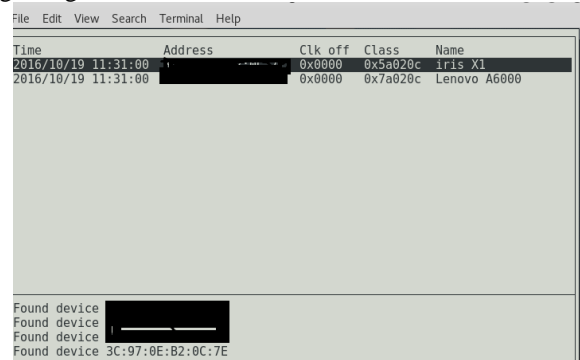 File Edit View Search Terminal Help
Time Address Clk off Class Name
2016/10/19 11:31:00 0x0000 0x5a020c iris X1
2016/10/19 11:31:00 0x0000 0x7a020c Lenovo A6000
Found device
Found device
Found device
Found device 3C:97:0E:B2:0C:7E